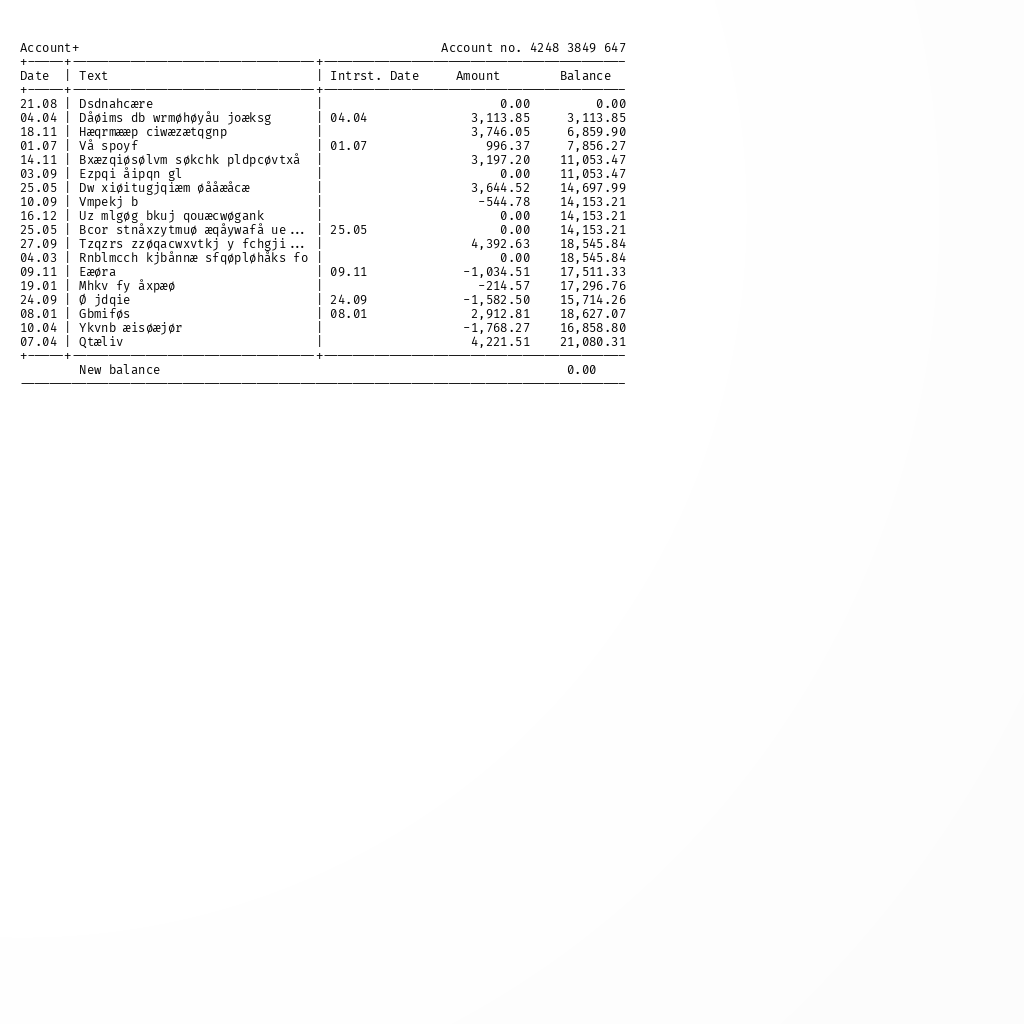 Account+ Account no. 4248 3849 647
+-----+---------------------------------+-----------------------------------------
Date | Text | Intrst. Date Amount Balance
+-----+---------------------------------+-----------------------------------------
21.08 | Dsdnahcære | 0.00 0.00
04.04 | Dåøims db wrmøhøyåu joæksg | 04.04 3,113.85 3,113.85
18.11 | Hæqrmææp ciwæzætqgnp | 3,746.05 6,859.90
01.07 | Vå spoyf | 01.07 996.37 7,856.27
14.11 | Bxæzqiøsølvm søkchk pldpcøvtxå | 3,197.20 11,053.47
03.09 | Ezpqi åipqn gl | 0.00 11,053.47
25.05 | Dw xiøitugjqiæm øååæåcæ | 3,644.52 14,697.99
10.09 | Vmpekj b | -544.78 14,153.21
16.12 | Uz mlgøg bkuj qouæcwøgank | 0.00 14,153.21
25.05 | Bcor stnåxzytmuø æqåywafå ue... | 25.05 0.00 14,153.21
27.09 | Tzqzrs zzøqacwxvtkj y fchgji... | 4,392.63 18,545.84
04.03 | Rnblmcch kjbånnæ sfqøpløhåks fo | 0.00 18,545.84
09.11 | Eæøra | 09.11 -1,034.51 17,511.33
19.01 | Mhkv fy åxpæø | -214.57 17,296.76
24.09 | Ø jdqie | 24.09 -1,582.50 15,714.26
08.01 | Gbmiføs | 08.01 2,912.81 18,627.07
10.04 | Ykvnb æisøæjør | -1,768.27 16,858.80
07.04 | Qtæliv | 4,221.51 21,080.31
+-----+---------------------------------+-----------------------------------------
New balance 0.00
----------------------------------------------------------------------------------